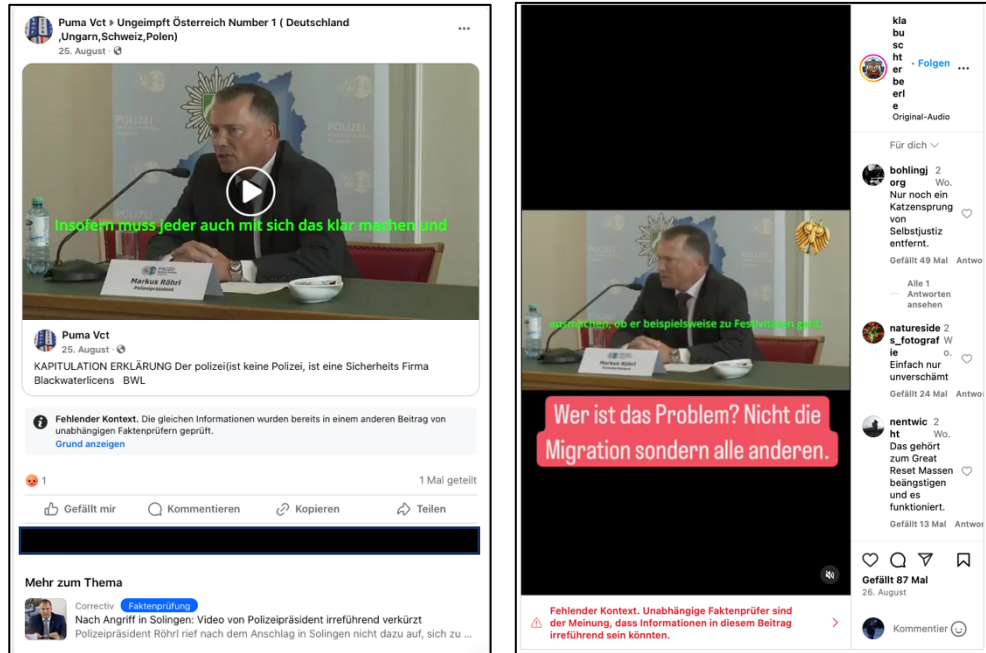 Puma Vct ▸ Ungeimpft Österreich Number 1 ( Deutschland
,Ungarn,Schweiz,Polen)
25. August ·
POLIZEI
POLIZEI
Insofern muss jeder auch mit sich das klar machen und
POLIZEI
Markus Röhrl
Polizeipräsident
Puma Vct
25. August ·
KAPITULATION ERKLÄRUNG Der polizei(ist keine Polizei, ist eine Sicherheits Firma
Blackwaterlicens BWL
Fehlender Kontext. Die gleichen Informationen wurden bereits in einem anderen Beitrag von
unabhängigen Faktenprüfern geprüft.
Grund anzeigen
1
1 Mal geteilt
Gefällt mir
Kommentieren
Kopieren
Teilen
Mehr zum Thema
Correctiv Faktenprüfung
Nach Angriff in Solingen: Video von Polizeipräsident irreführend verkürzt
Polizeipräsident Röhrl rief nach dem Anschlag in Solingen nicht dazu auf, sich zu ...
ausmachen, ob er beispielsweise zu Festivitäten geht,
Markus Röhrl
Polizeipräsident
Wer ist das Problem? Nicht die
Migration sondern alle anderen.
Fehlender Kontext. Unabhängige Faktenprüfer sind
der Meinung, dass Informationen in diesem Beitrag
irreführend sein könnten.
kla
bu
sc
ht
er
be
erl
e
· Folgen
Original-Audio
Für dich
bohlingj 2
org Wo.
Nur noch ein
Katzensprung
von
Selbstjustiz
entfernt.
Gefällt 49 Mal Antwo
Alle 1
Antworten
ansehen
natureside 2
s_fotograf W
ie o.
Einfach nur
unverschämt
Gefällt 24 Mal Antwo
nentwic 2
ht Wo.
Das gehört
zum Great
Reset Massen
beängstigen
und es
funktioniert.
Gefällt 13 Mal Antwor
Gefällt 87 Mal
26. August
Kommentier